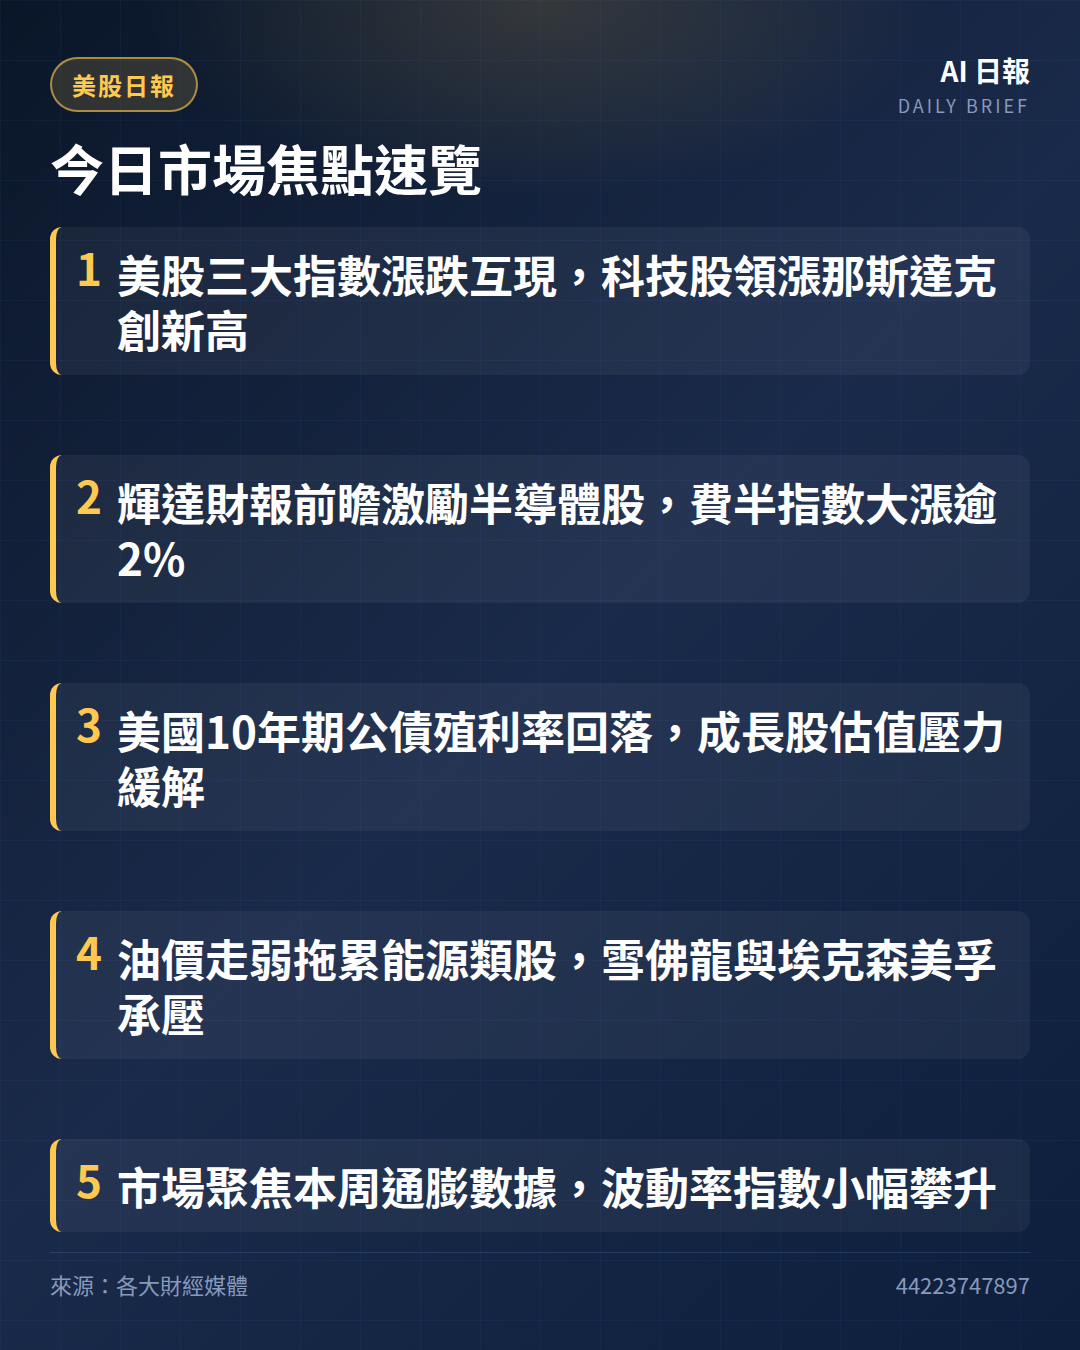 美股日報
AI 日報
DAILY BRIEF
今日市場焦點速覽
1 美股三大指數漲跌互現，科技股領漲那斯達克
創新高
2 輝達財報前瞻激勵半導體股，費半指數大漲逾
2%
3 美國10年期公債殖利率回落，成長股估值壓力
緩解
4 油價走弱拖累能源類股，雪佛龍與埃克森美孚
承壓
5 市場聚焦本周通膨數據，波動率指數小幅攀升
來源：各大財經媒體
44223747897